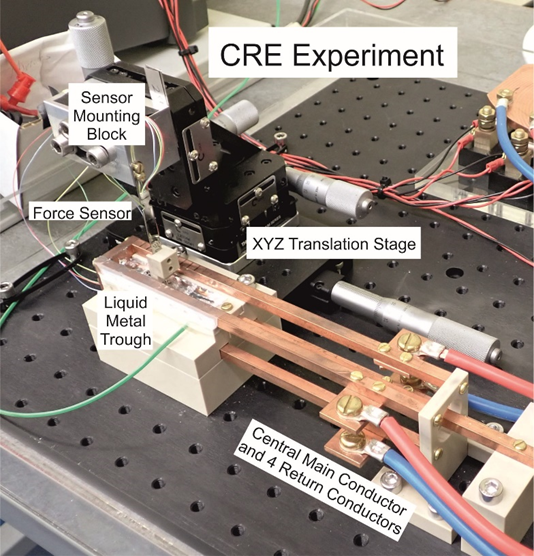 CRE Experiment
Sensor
Mounting
Block
Force Sensor
XYZ Translation Stage
Liquid
Metal
Trough
Central Main Conductor
and 4 Return Conductors